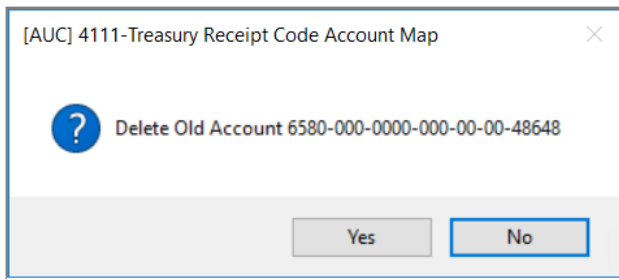 [AUC] 4111-Treasury Receipt Code Account Map
Delete Old Account 6580-000-0000-000-00-00-48648
Yes
No